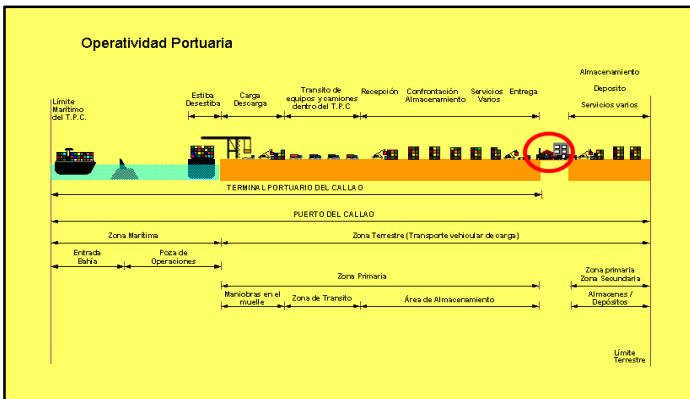 Operatividad Portuaria
Límite
Marítimo
del T.P.C.
Estiba
Desestiba
Carga
Descarga
Transito de
equipos y camiones
dentro del T.P.C
Recepción
Confrontación
Almacenamiento
Servicios
Varios
Entrega
Almacenamiento
Deposito
Servicios varios
TERMINAL PORTUARIO DEL CALLAO
PUERTO DEL CALLAO
Zona Marítima
Zona Terrestre (Transporte vehicular de carga)
Entrada
Bahía
Poza de
Operaciones
Zona Primaria
Zona primaria
Zona Secundaria
Maniobras en el
muelle
Zona de Transito
Área de Almacenamiento
Almacenes /
Depósitos
Límite
Terrestre